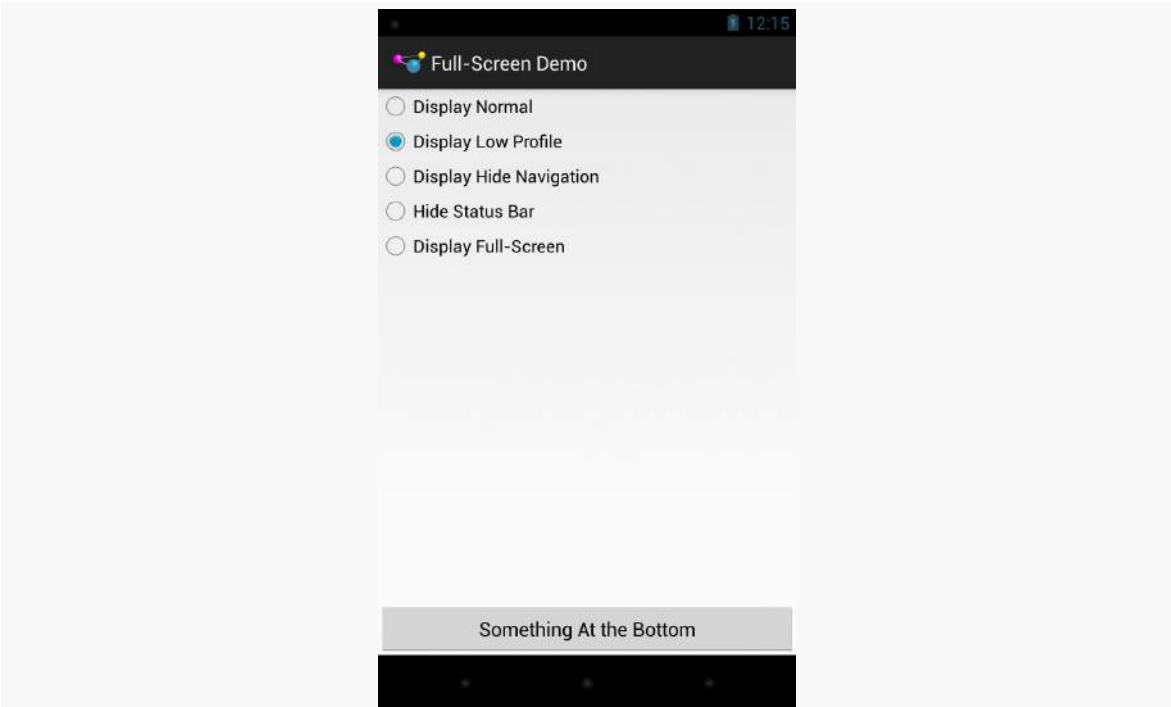 12:15
Full-Screen Demo
Display Normal
Display Low Profile
Display Hide Navigation
Hide Status Bar
Display Full-Screen
Something At the Bottom